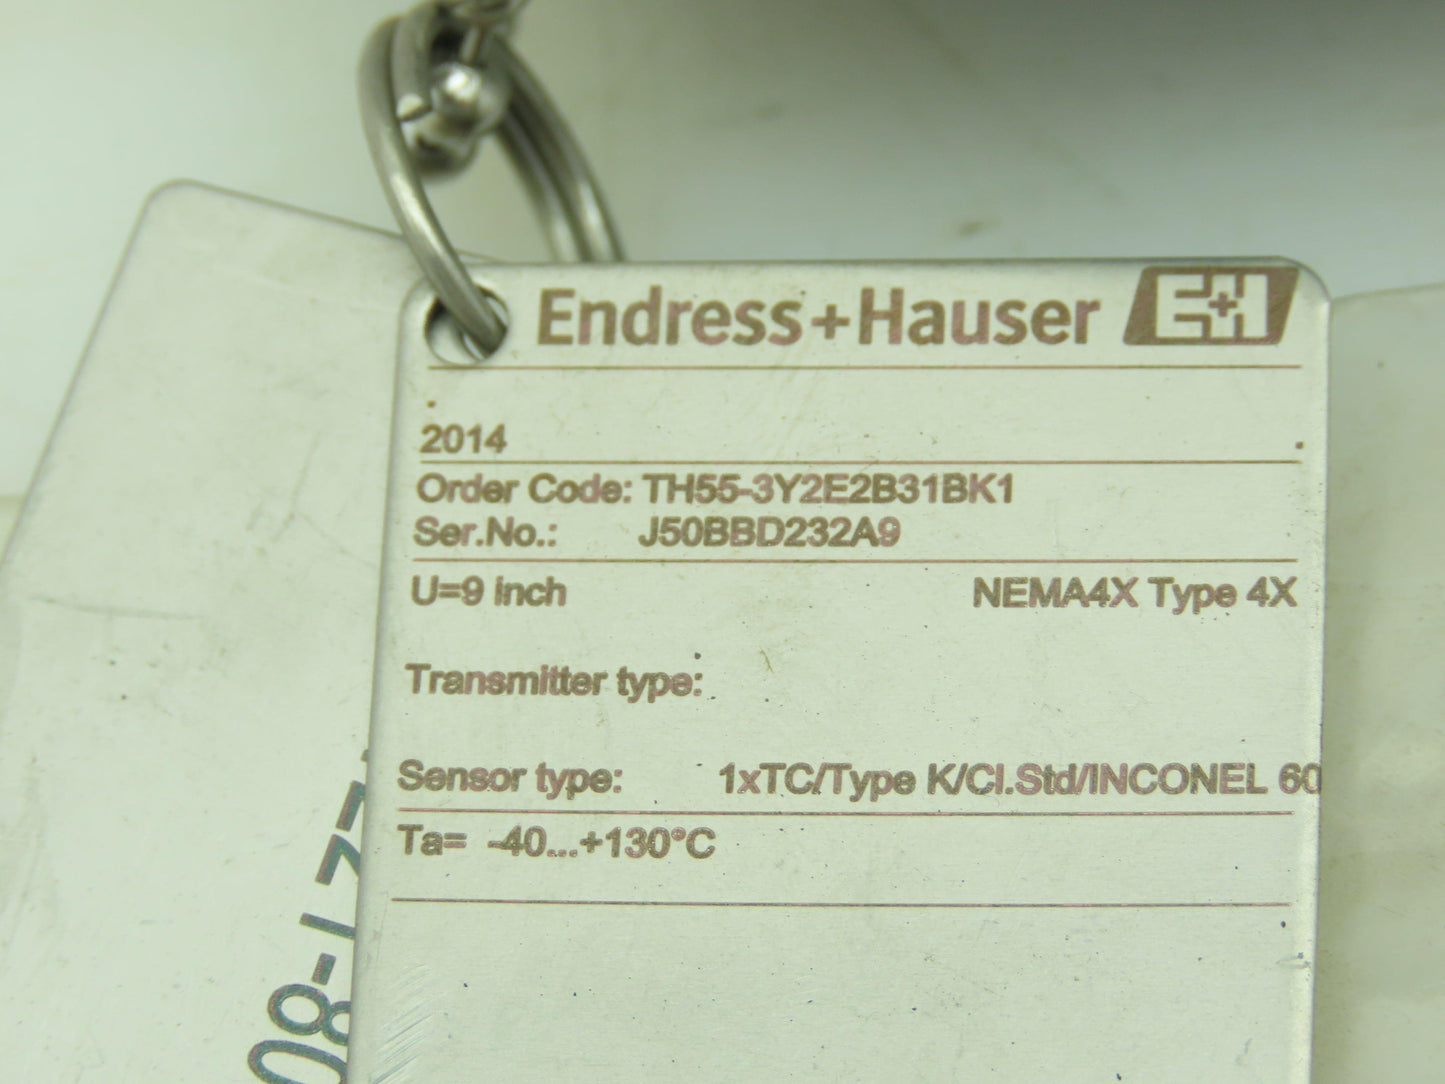 Endress+Hauser E+H
2014
Order Code: TH55-3Y2E2B31BK1
Ser.No.: J50BBD232A9
U=9 inch NEMA4X Type 4X
Transmitter type:
Sensor type: 1xTC/Type K/Cl.Std/INCONEL 60
Ta= -40...+130°C